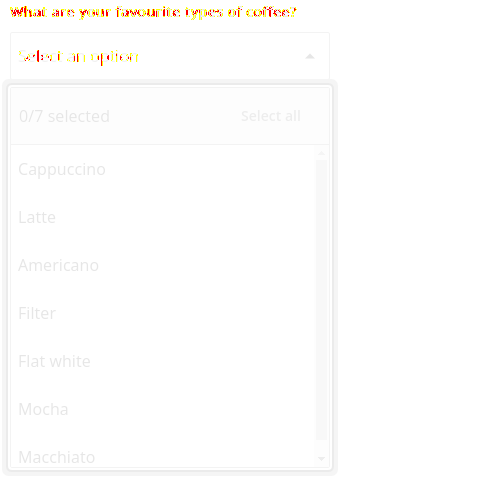 What are your favourite types of coffee?
Select an option
0/7 selected
Select all
Cappuccino
Latte
Americano
Filter
Flat white
Mocha
Macchiato